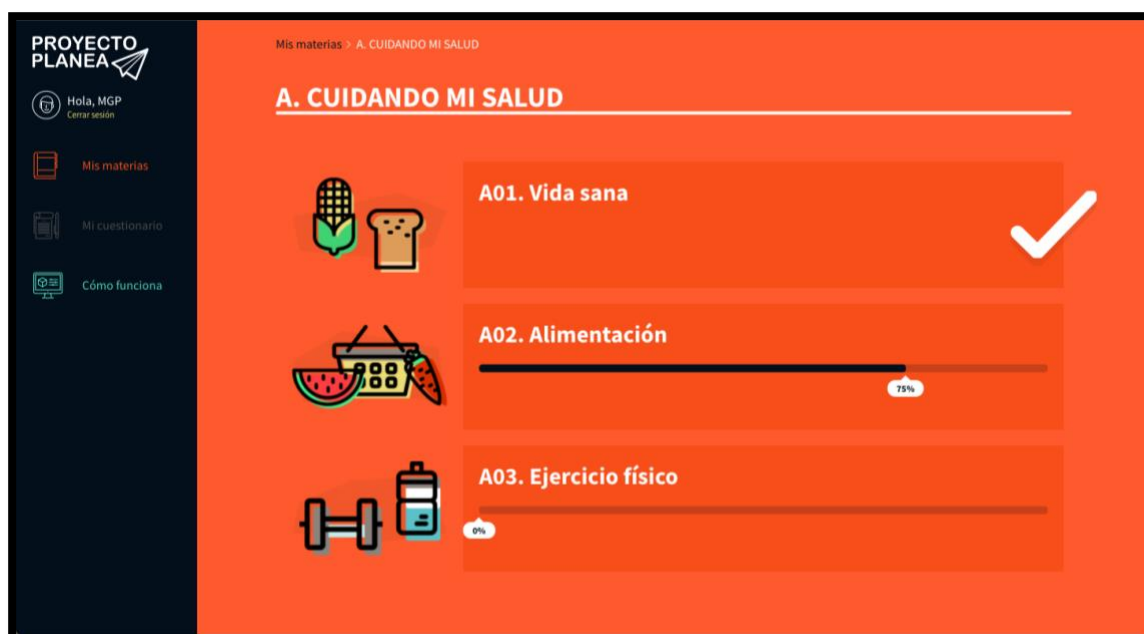 PROYECTO
PLANEA
Hola, MGP
Cerrar sesión
Mis materias
Mi cuestionario
Cómo funciona
Mis materias > A. CUIDANDO MI SALUD
A. CUIDANDO MI SALUD
A01. Vida sana
A02. Alimentación
75%
A03. Ejercicio físico
0%